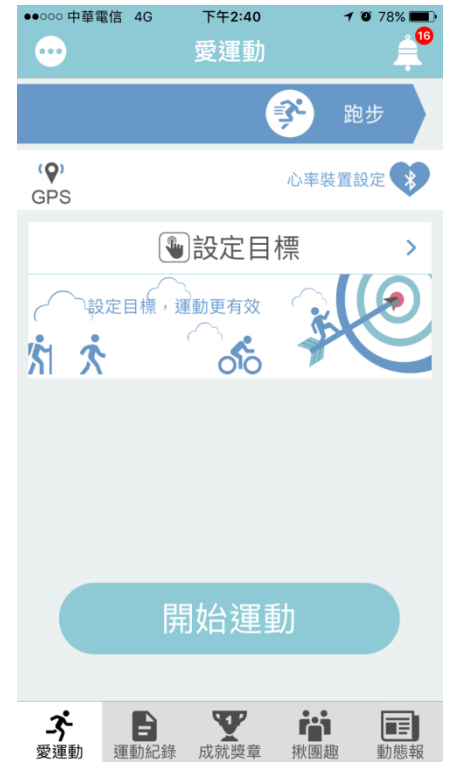 中華電信 4G 下午2:40 78%
愛運動
16
跑步
GPS
心率裝置設定
設定目標
設定目標，運動更有效
開始運動
愛運動 運動紀錄 成就獎章 揪團趣 動態報